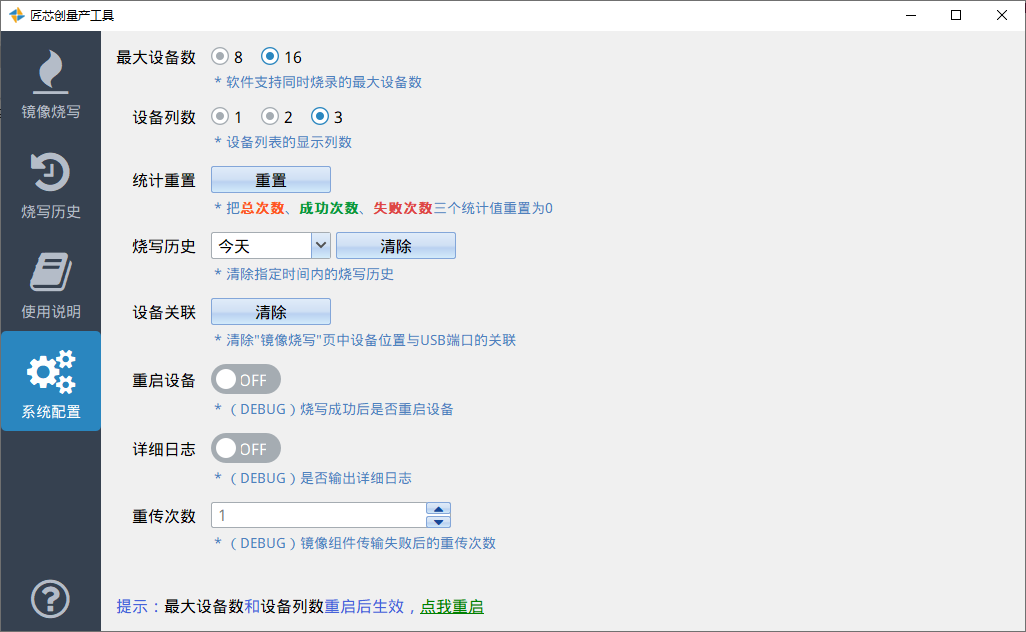 匠芯创量产工具
镜像烧写
烧写历史
使用说明
系统配置
最大设备数 8 16
* 软件支持同时烧录的最大设备数
设备列数 1 2 3
* 设备列表的显示列数
统计重置 重置
* 把总次数、成功次数、失败次数三个统计值重置为0
烧写历史 今天 清除
* 清除指定时间内的烧写历史
设备关联 清除
* 清除"镜像烧写"页中设备位置与USB端口的关联
重启设备 OFF
* （DEBUG）烧写成功后是否重启设备
详细日志 OFF
* （DEBUG）是否输出详细日志
重传次数 1
* （DEBUG）镜像组件传输失败后的重传次数
提示：最大设备数和设备列数重启后生效，点我重启